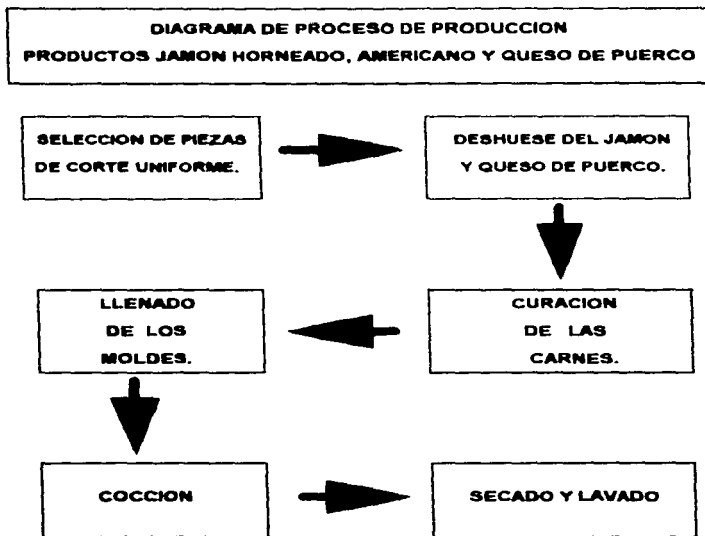 DIAGRAMA DE PROCESO DE PRODUCCION
PRODUCTOS JAMON HORNEADO, AMERICANO Y QUESO DE PUERCO
SELECCION DE PIEZAS
DE CORTE UNIFORME.
DESHUESE DEL JAMON
Y QUESO DE PUERCO.
CURACION
DE LAS
CARNES.
LLENADO
DE LOS
MOLDES.
COCCION
SECADO Y LAVADO